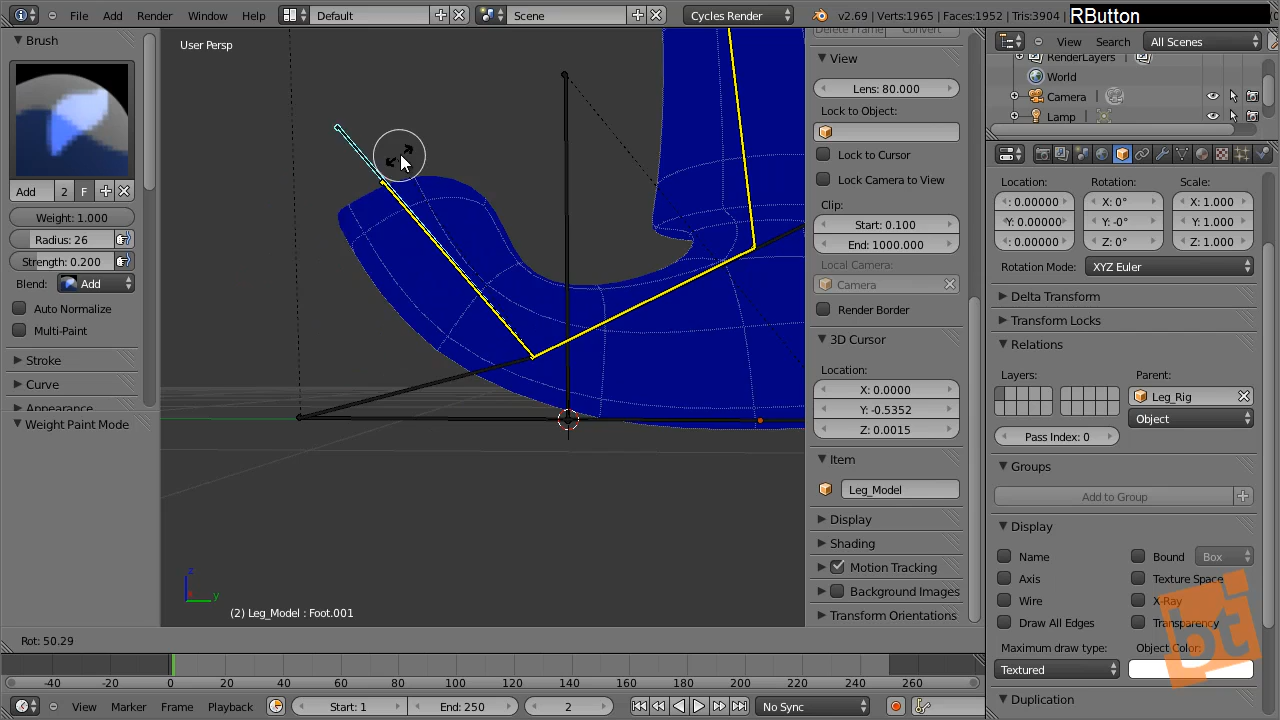 File Add Render Window Help Default Scene Cycles Render v2.69 | Verts:1965 | Faces:1952 | Tris:3904 | RButton
Brush
Add 2 F
Weight: 1.000
Radius: 26
Strength: 0.200
Blend: Add
Auto Normalize
Multi-Paint
Stroke
Curve
Appearance
Weight Paint Mode
User Persp
z
y
(2) Leg_Model : Foot.001
Rot: 50.29
Delete Frame Convert
View
Lens: 80.000
Lock to Object:
Lock to Cursor
Lock Camera to View
Clip:
Start: 0.100
End: 1000.000
Local Camera:
Camera
Render Border
3D Cursor
Location:
X: 0.0000
Y: -0.5352
Z: 0.0015
Item
Leg_Model
Display
Shading
Motion Tracking
Background Images
Transform Orientations
View Search All Scenes
RenderLayers
World
Camera
Lamp
Location: Rotation: Scale:
0.00000 X: 0° X: 1.000
Y: 0.00000 Y: -0° Y: 1.000
0.00000 Z: 0° Z: 1.000
Rotation Mode: XYZ Euler
Delta Transform
Transform Locks
Relations
Layers: Parent:
Leg_Rig
Object
Pass Index: 0
Groups
Add to Group
Display
Name Bound Box
Axis Texture Space
Wire X-Ray
Draw All Edges Transparency
Maximum draw type: Object Color:
Textured
Duplication
bt
-40 -20 0 20 40 60 80 100 120 140 160 180 200 220 240 260
View Marker Frame Playback Start: 1 End: 250 2 No Sync